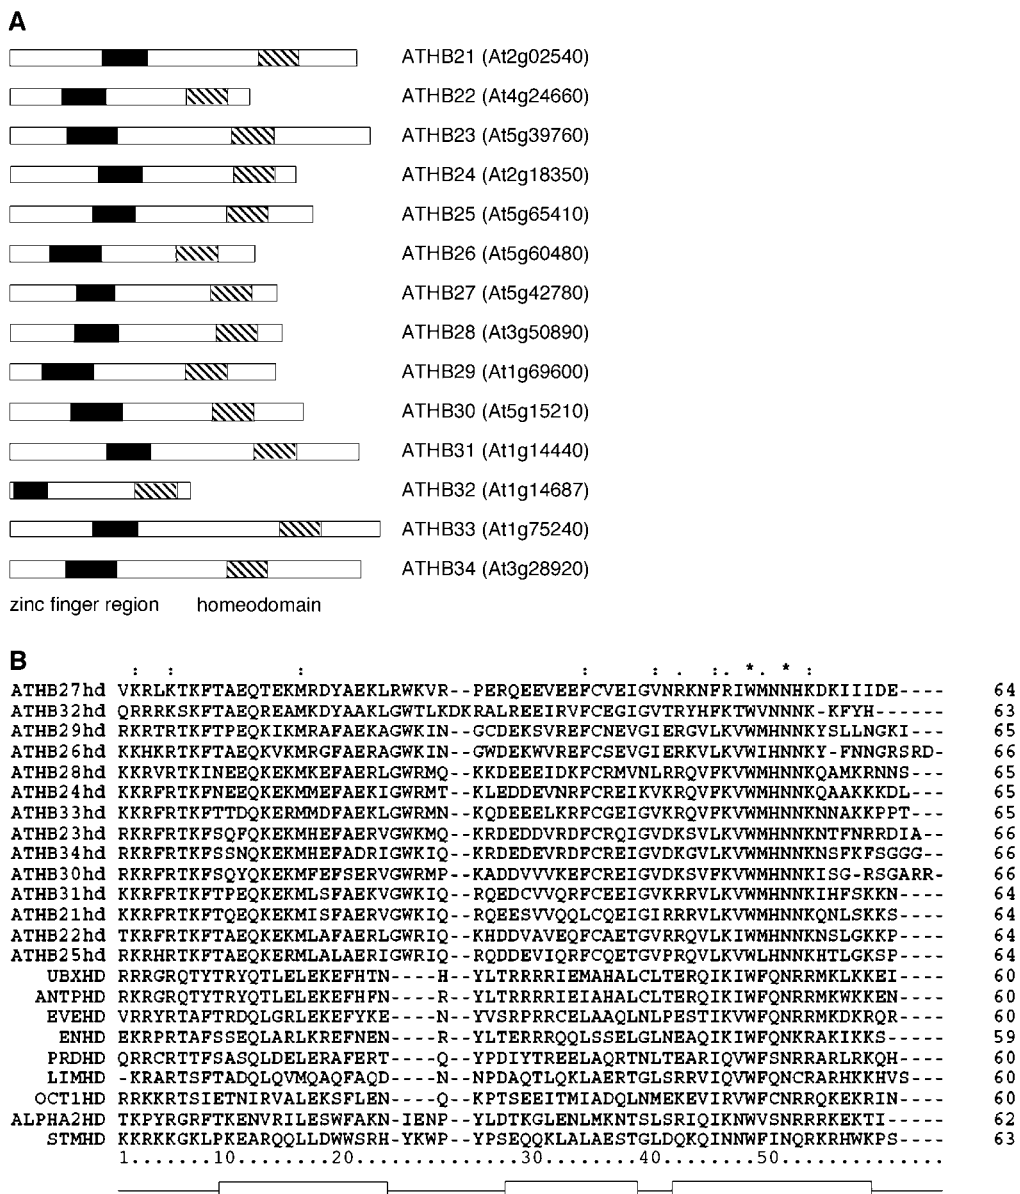 A
ATHB21 (At2g02540)
ATHB22 (At4g24660)
ATHB23 (At5g39760)
ATHB24 (At2g18350)
ATHB25 (At5g65410)
ATHB26 (At5g60480)
ATHB27 (At5g42780)
ATHB28 (At3g50890)
ATHB29 (At1g69600)
ATHB30 (At5g15210)
ATHB31 (At1g14440)
ATHB32 (At1g14687)
ATHB33 (At1g75240)
ATHB34 (At3g28920)
zinc finger region homeodomain
B
: : : : : . : . * . * :
ATHB27hd VKRLKTKFTAEQTEKMRDYAEKLRWKVR--PERQEEVEEFCVEIGVNRKNFRIWMNNHKDKIIIDE---- 64
ATHB32hd QRRRKSKFTAEQREAMKDYAAKLGWTLKDKRALREEIRVFCEGIGVTRYHFKTWVNNNK-KFYH------ 63
ATHB29hd RKRTRTKFTPEQKIKMRAFAEKAGWKIN--GCDEKSVREFCNEVGIERGVLKVWMHNNKYSLLNGKI--- 65
ATHB26hd KKHKRTKFTAEQKVKMRGFAERAGWKIN--GWDEKWVREFCSEVGIERKVLKVWIHNNKY-FNNGRSRD- 66
ATHB28hd KKRVRTKINEEQKEKMKEFAERLGWRMQ--KKDEEEIDKFCRMVNLRRQVFKVWMHNNKQAMKRNNS--- 65
ATHB24hd KKRFRTKFNEEQKEKMMEFAEKIGWRMT--KLEDDEVNRFCREIKVKRQVFKVWMHNNKQAAKKKDL--- 65
ATHB33hd KKRFRTKFTTDQKERMMDFAEKLGWRMN--KQDEEELKRFCGEIGVKRQVFKVWMHNNKNNAKKPPT--- 65
ATHB23hd RKRFRTKFSQFQKEKMHEFAERVGWKMQ--KRDEDDVRDFCRQIGVDKSVLKVWMHNNKNTFNRRDIA-- 66
ATHB34hd RKRFRTKFSSNQKEKMHEFADRIGWKIQ--KRDEDEVRDFCREIGVDKGVLKVWMHNNKNSFKFSGGG-- 66
ATHB30hd RKRFRTKFSQYQKEKMFEFSERVGWRMP--KADDVVVKEFCREIGVDKSVFKVWMHNNKISG-RSGARR- 66
ATHB31hd KKRFRTKFTPEQKEKMLSFAEKVGWKIQ--RQEDCVVQRFCEEIGVKRRVLKVWMHNNKIHFSKKN---- 64
ATHB21hd KKRFRTKFTQEQKEKMISFAERVGWKIQ--RQEESVVQQLCQEIGIRRRVLKVWMHNNKQNLSKKS---- 64
ATHB22hd TKRFRTKFTAEQKEKMLAFAERLGWRIQ--KHDDVAVEQFCAETGVRRQVLKIWMHNNKNSLGKKP---- 64
ATHB25hd RKRHRTKFTAEQKERMLALAERIGWRIQ--RQDDEVIQRFCQETGVPRQVLKVWLHNNKHTLGKSP---- 64
UBXHD RRRGRQTYTRYQTLELEKEFHTN----H--YLTRRRRIEMAHALCLTERQIKIWFQNRRMKLKKEI---- 60
ANTPHD RKRGRQTYTRYQTLELEKEFHFN----R--YLTRRRRIEIAHALCLTERQIKIWFQNRRMKWKKEN---- 60
EVEHD VRRYRTAFTRDQLGRLEKEFYKE----N--YVSRPRRCELAAQLNLPESTIKVWFQNRRMKDKRQR---- 60
ENHD EKRPRTAFSSEQLARLKREFNEN----R--YLTERRRQQLSSELGLNEAQIKIWFQNKRAKIKKS----- 59
PRDHD QRRCRTTFSASQLDELERAFERT----Q--YPDIYTREELAQRTNLTEARIQVWFSNRRARLRKQH---- 60
LIMHD -KRARTSFTADQLQVMQAQFAQD----N--NPDAQTLQKLAERTGLSRRVIQVWFQNCRARHKKHVS--- 60
OCT1HD RRKKRTSIETNIRVALEKSFLEN----Q--KPTSEEITMIADQLNMEKEVIRVWFCNRRQKEKRIN---- 60
ALPHA2HD TKPYRGRFTKENVRILESWFAKN-IENP--YLDTKGLENLMKNTSLSRIQIKNWVSNRRRKEKTI----- 62
STMHD KKRKKGKLPKEARQQLLDWWSRH-YKWP--YPSEQQKLALAESTGLDQKQINNWFINQRKRHWKPS---- 63
1.......10........20..............30.........40.........50..............